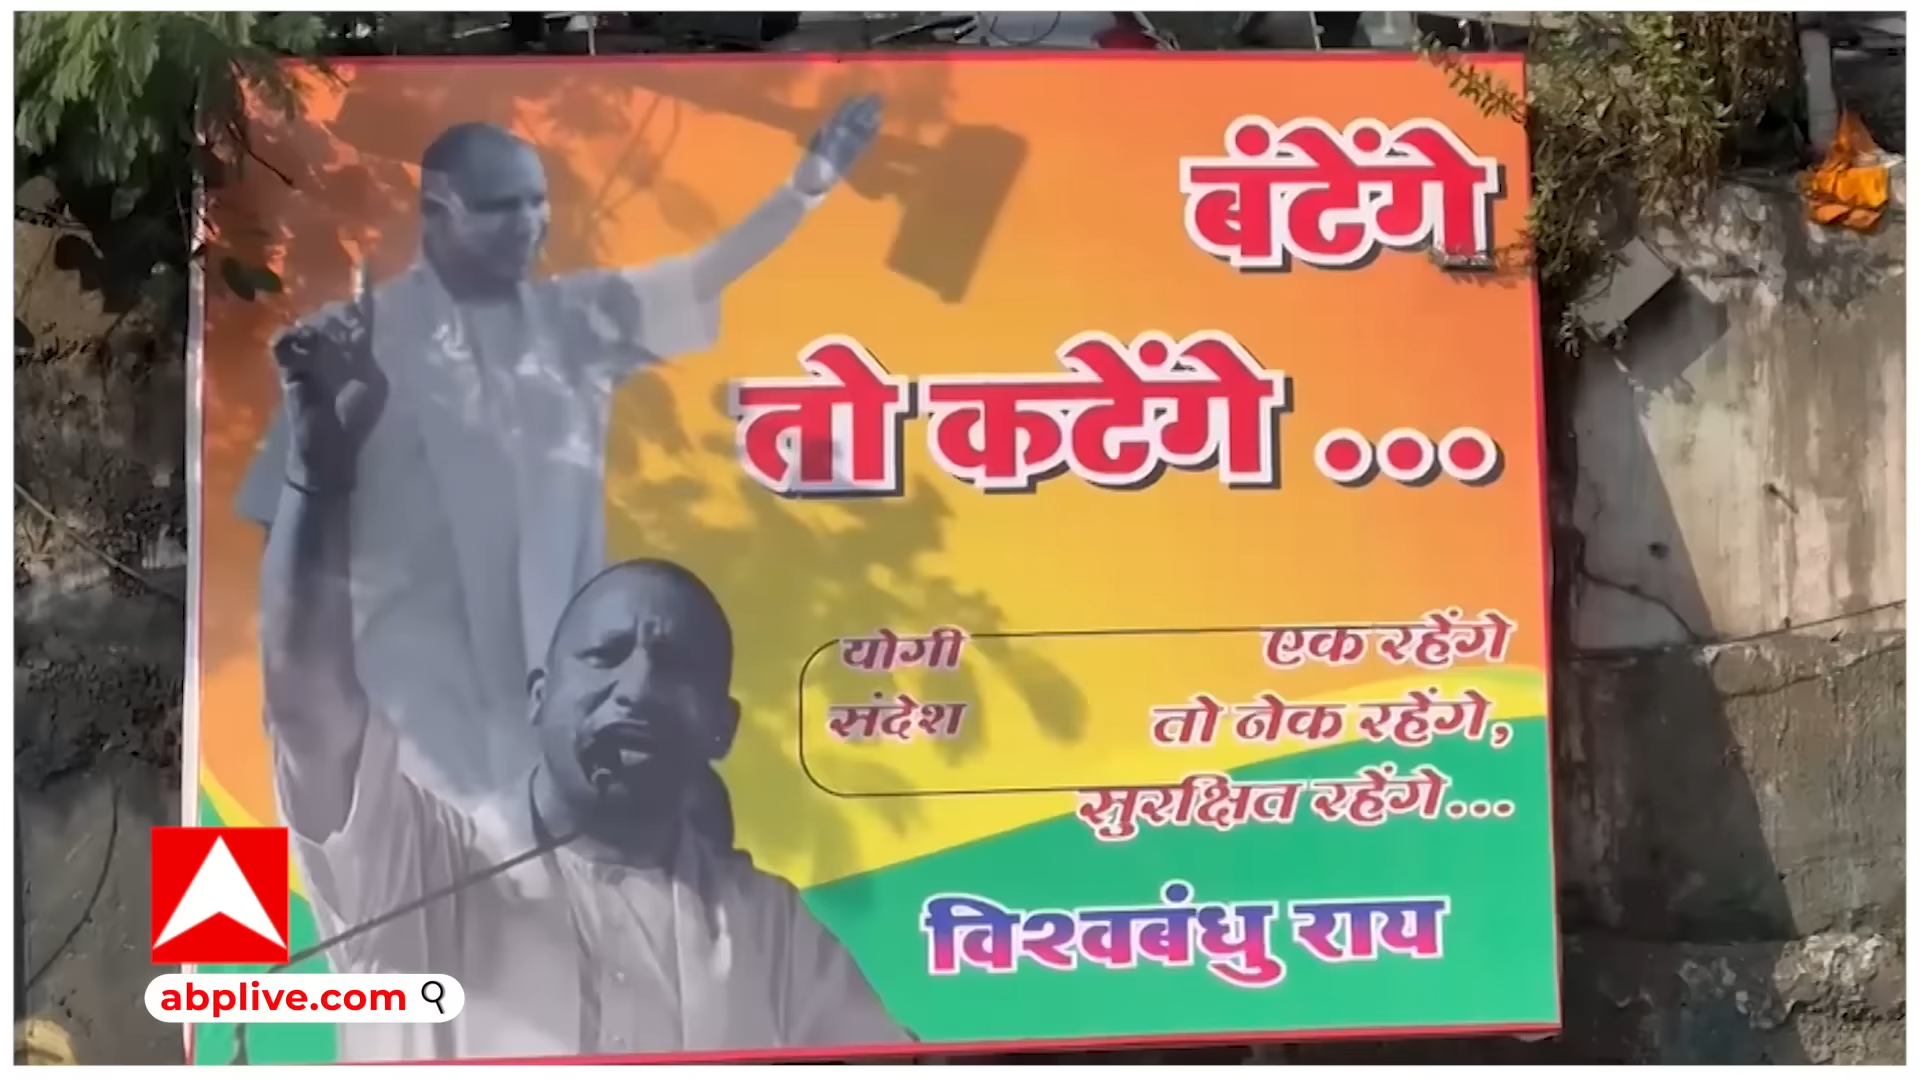 बंटेंगे
तो कटेंगे ...
योगी
संदेश
एक रहेंगे
तो नेक रहेंगे,
सुरक्षित रहेंगे...
विश्वबंधु राय
abplive.com